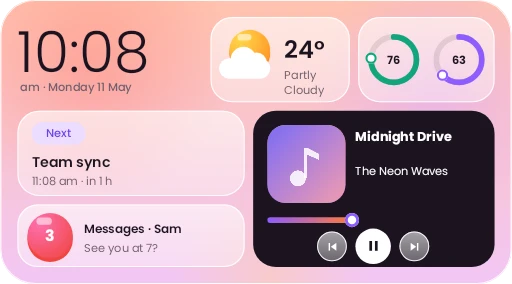 10:08
am · Monday 11 May
24°
Partly
Cloudy
76
63
Next
Team sync
11:08 am · in 1 h
3
Messages · Sam
See you at 7?
Midnight Drive
The Neon Waves